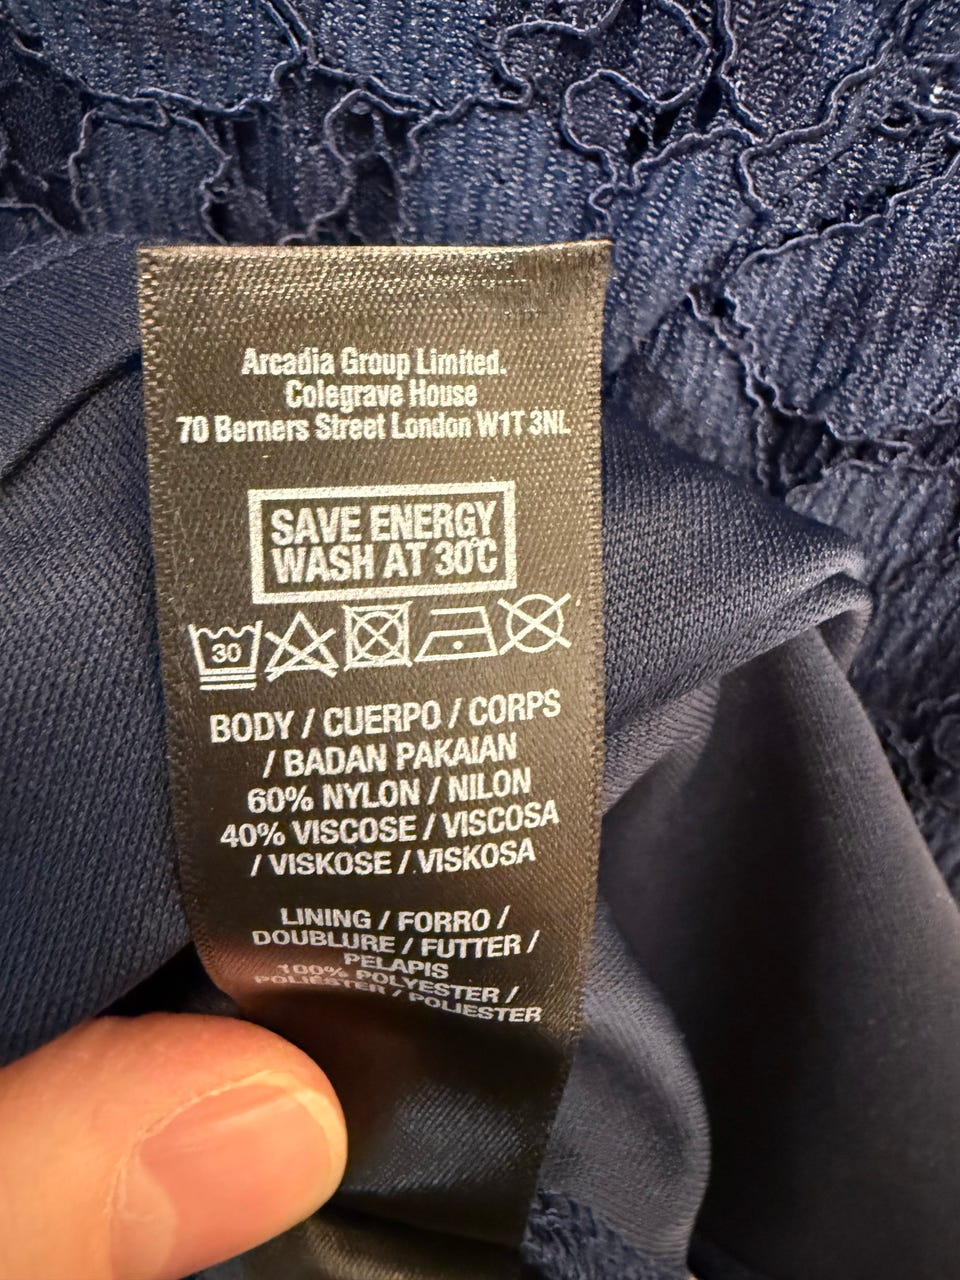 Arcadia Group Limited.
Colegrave House
70 Berners Street London W1T 3NL
SAVE ENERGY
WASH AT 30°C
30
BODY / CUERPO / CORPS
/ BADAN PAKAIAN
60% NYLON / NILON
40% VISCOSE / VISCOSA
/ VISKOSE / VISKOSA
LINING / FORRO /
DOUBLURE / FUTTER /
PELAPIS
100% POLYESTER /
POLIÉSTER / POLIESTER